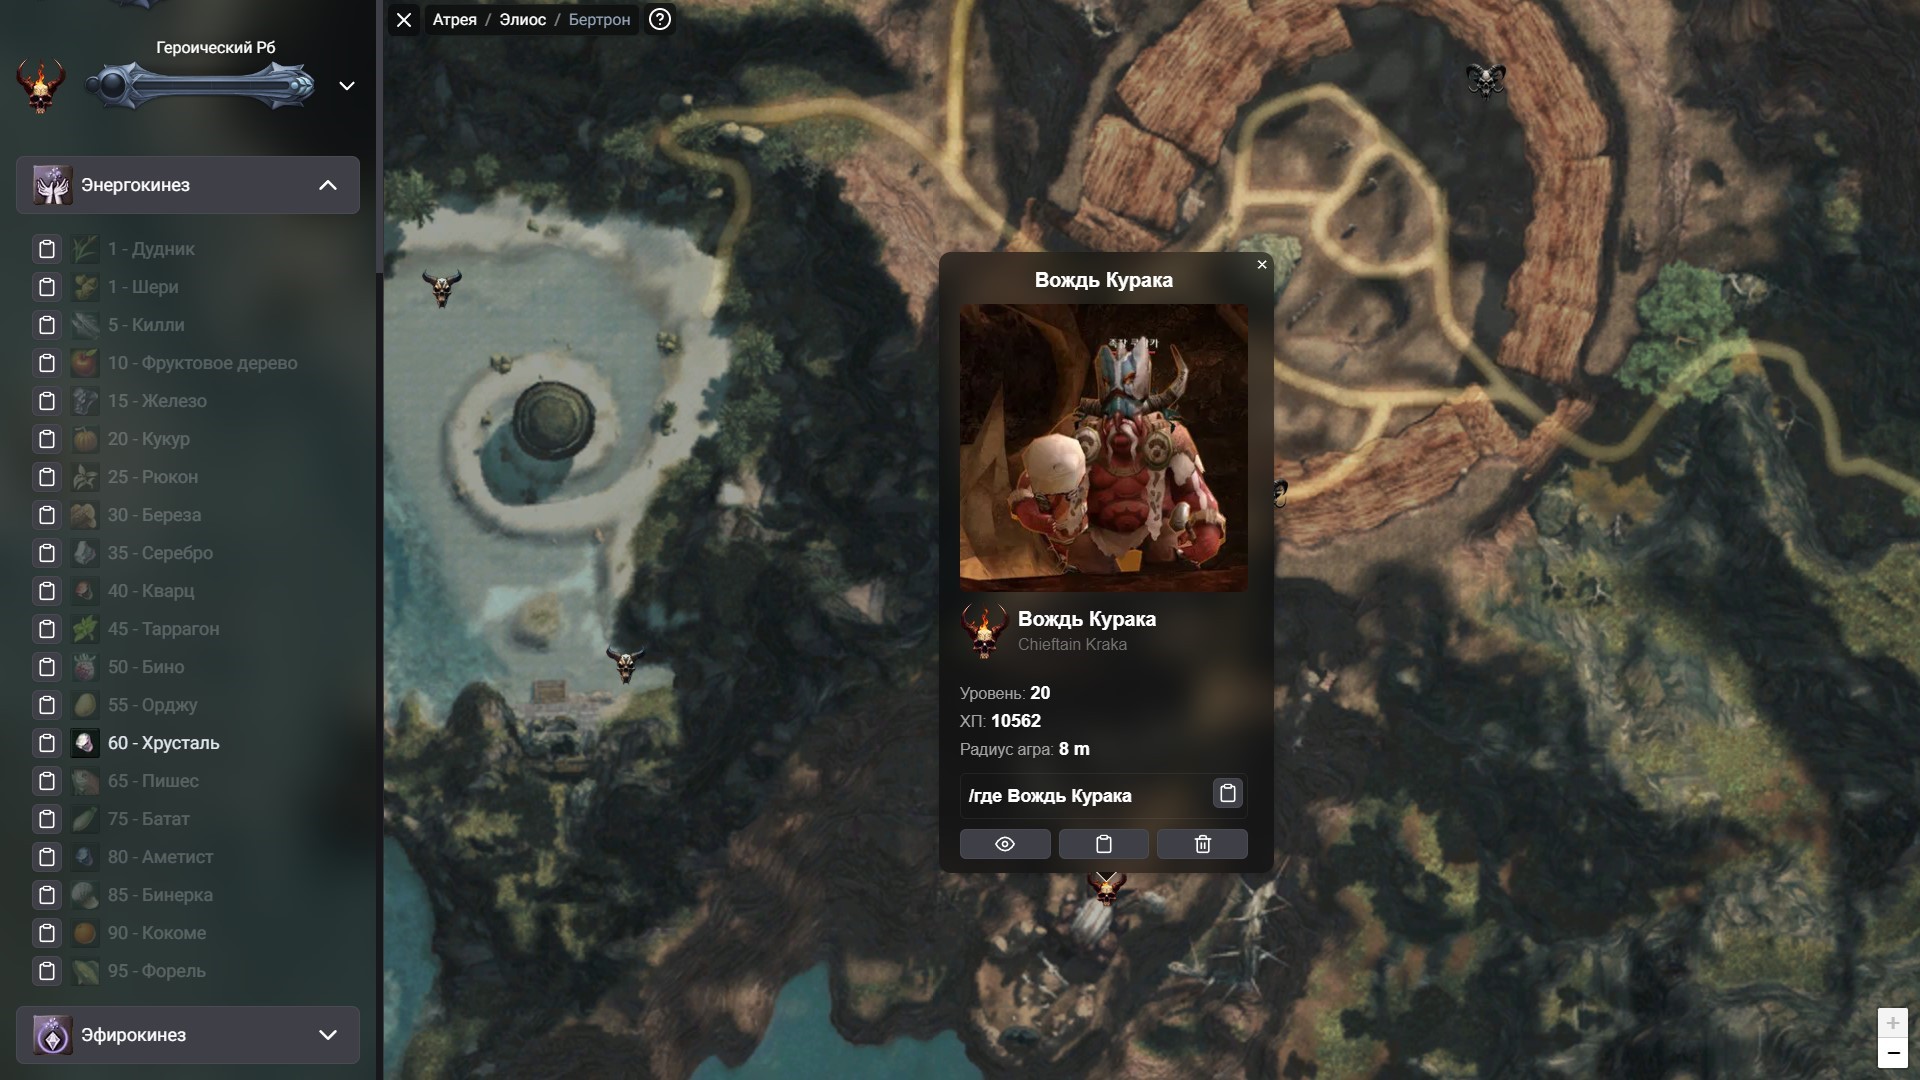 Героический Рб
Энергокинез
1 - Дудник
1 - Шери
5 - Килли
10 - Фруктовое дерево
15 - Железо
20 - Кукур
25 - Рюкон
30 - Береза
35 - Серебро
40 - Кварц
45 - Таррагон
50 - Бино
55 - Орджу
60 - Хрусталь
65 - Пишес
75 - Батат
80 - Аметист
85 - Бинерка
90 - Кокоме
95 - Форель
Эфирокинез
Атрея / Элиос / Бертрон
Вождь Курака
Вождь Курака
Chieftain Kraka
Уровень: 20
ХП: 10562
Радиус агра: 8 m
/где Вождь Курака